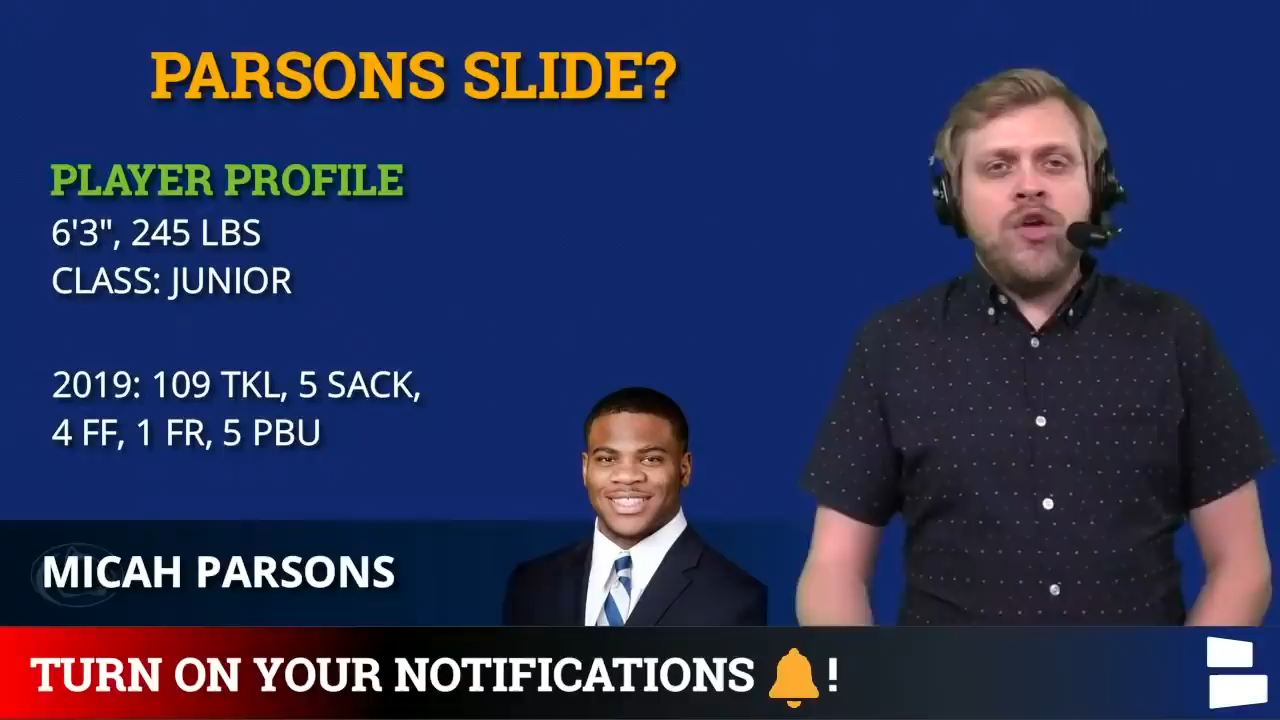 PARSONS SLIDE?
PLAYER PROFILE
6'3", 245 LBS
CLASS: JUNIOR
2019: 109 TKL, 5 SACK,
4 FF, 1 FR, 5 PBU
MICAH PARSONS
TURN ON YOUR NOTIFICATIONS !